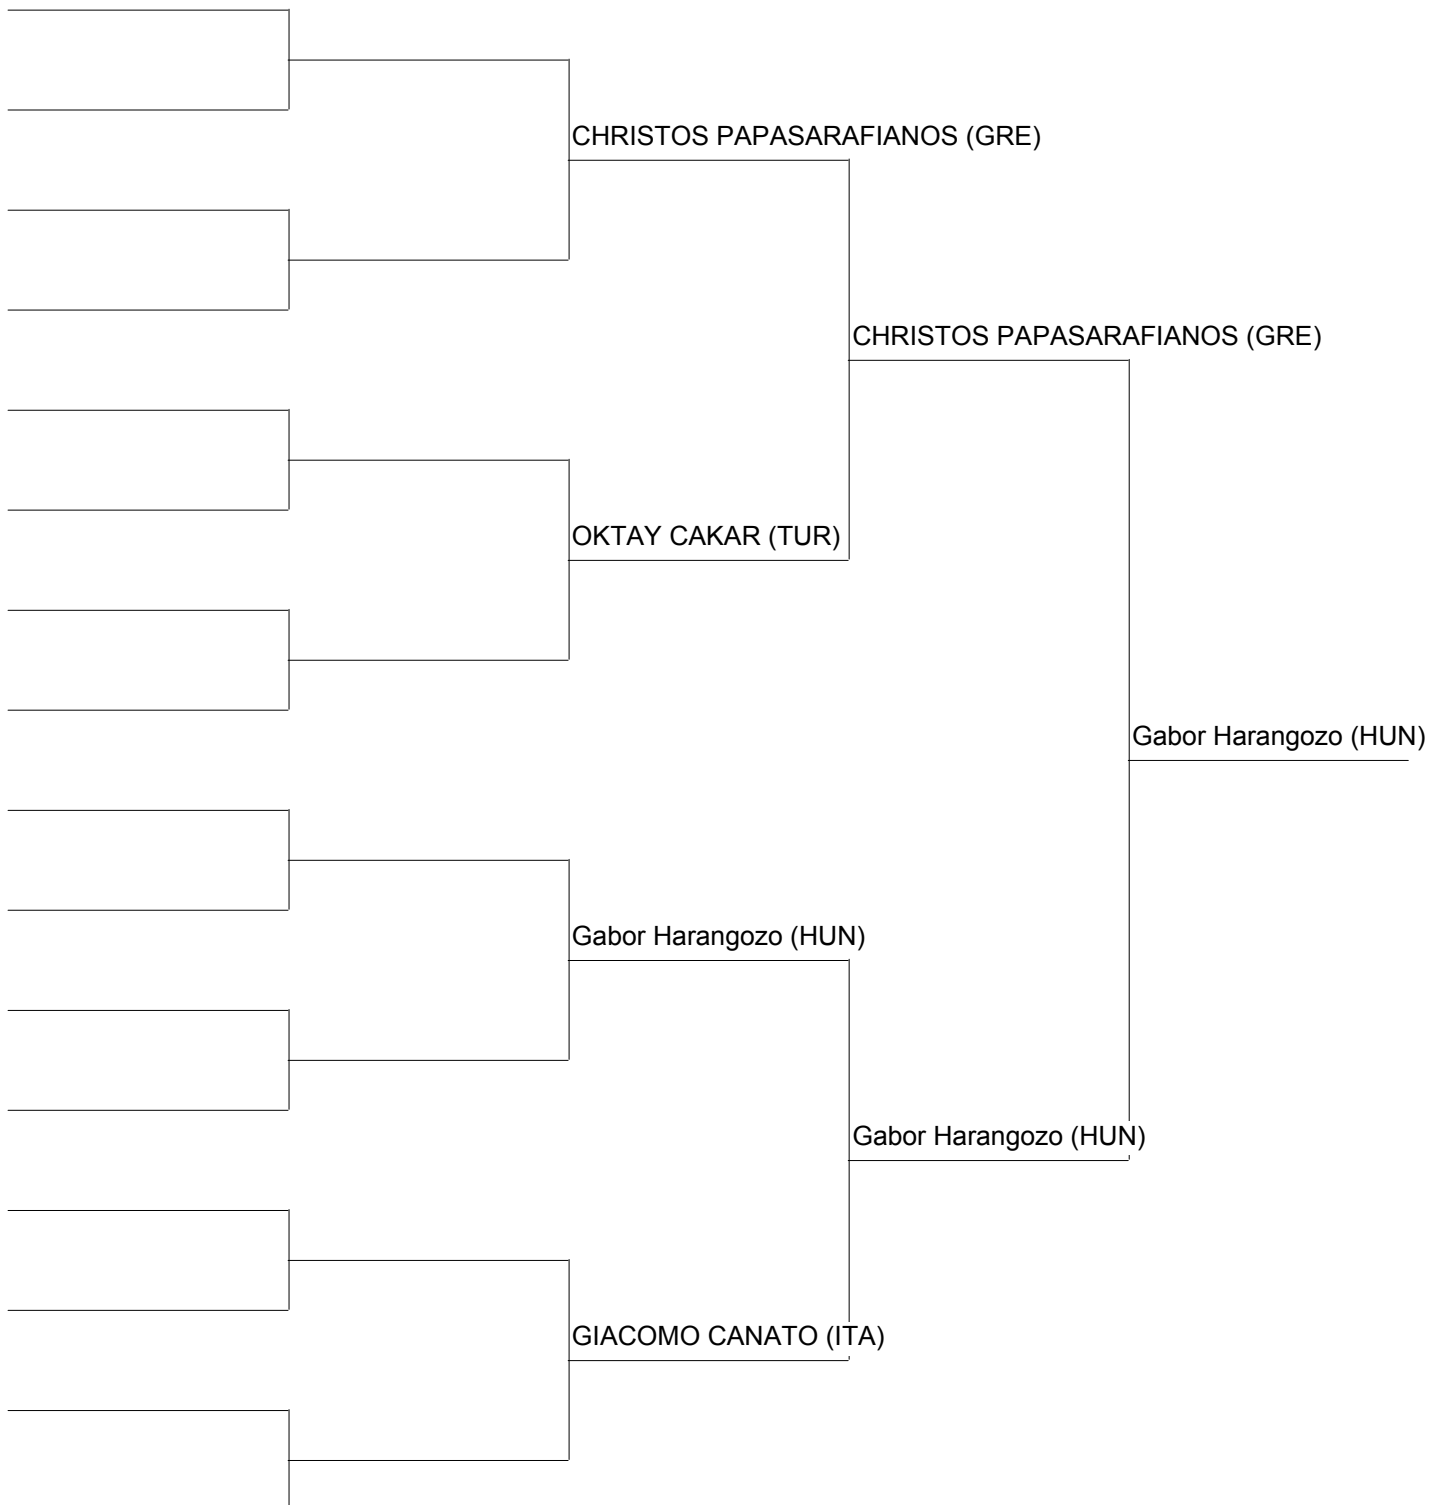 CHRISTOS PAPASARAFIANOS (GRE)
CHRISTOS PAPASARAFIANOS (GRE)
OKTAY CAKAR (TUR)
Gabor Harangozo (HUN)
Gabor Harangozo (HUN)
Gabor Harangozo (HUN)
GIACOMO CANATO (ITA)